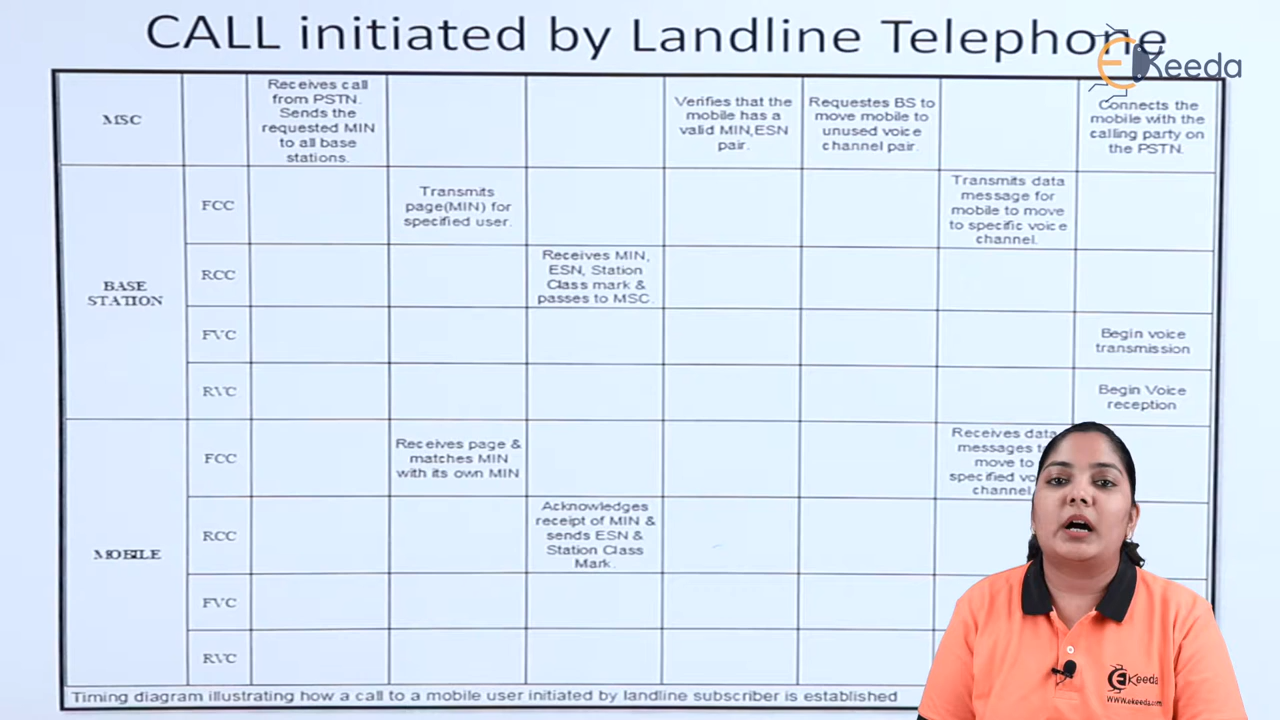 CALL initiated by Landline Telephone
EKeeda
MSC
Receives call
from PSTN.
Sends the
requested MIN
to all base
stations.
Verifies that the
mobile has a
valid MIN,ESN
pair.
Requestes BS to
move mobile to
unused voice
channel pair.
Connects the
mobile with the
calling party on
the PSTN.
BASE
STATION
FCC
Transmits
page(MIN) for
specified user.
Transmits data
message for
mobile to move
to specific voice
channel.
RCC
Receives MIN,
ESN, Station
Class mark &
passes to MSC.
FVC
Begin voice
transmission
RVC
Begin Voice
reception
MOBILE
FCC
Receives page &
matches MIN
with its own MIN
Receives data
messages
move to
specified
channel
RCC
Acknowledges
receipt of MIN &
sends ESN &
Station Class
Mark.
FVC
RVC
Timing diagram illustrating how a call to a mobile user initiated by landline subscriber is established
EKeeda
www.ekeeda.com